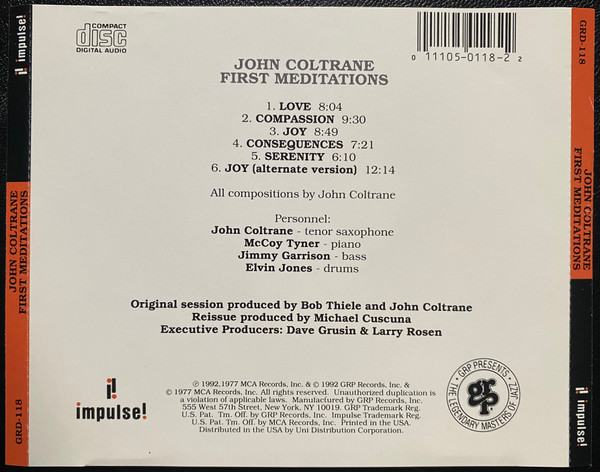 COMPACT
disc
DIGITAL AUDIO
0 11105-0118-2 2
JOHN COLTRANE
FIRST MEDITATIONS
1. LOVE 8:04
2. COMPASSION 9:30
3. JOY 8:49
4. CONSEQUENCES 7:21
5. SERENITY 6:10
6. JOY (alternate version) 12:14
All compositions by John Coltrane
Personnel:
John Coltrane - tenor saxophone
McCoy Tyner - piano
Jimmy Garrison - bass
Elvin Jones - drums
Original session produced by Bob Thiele and John Coltrane
Reissue produced by Michael Cuscuna
Executive Producers: Dave Grusin & Larry Rosen
℗ 1992,1977 MCA Records, Inc. & © 1992 GRP Records, Inc. &
© 1977 MCA Records, Inc. All rights reserved. Unauthorized duplication is
a violation of applicable laws. Manufactured by GRP Records, Inc.
555 West 57th Street, New York, NY. 10019. GRP Trademark Reg.
U.S. Pat. Tm. Off. by GRP Records, Inc. Impulse Trademark Reg.
U.S. Pat. Tm. Off. by MCA Records, Inc. Printed in the USA.
Distributed in the USA by Uni Distribution Corporation.
impulse!
GRP PRESENTS
THE LEGENDARY MASTERS OF JAZZ
grp
impulse!
JOHN COLTRANE
FIRST MEDITATIONS
GRD-118
GRD-118
JOHN COLTRANE
FIRST MEDITATIONS
impulse!